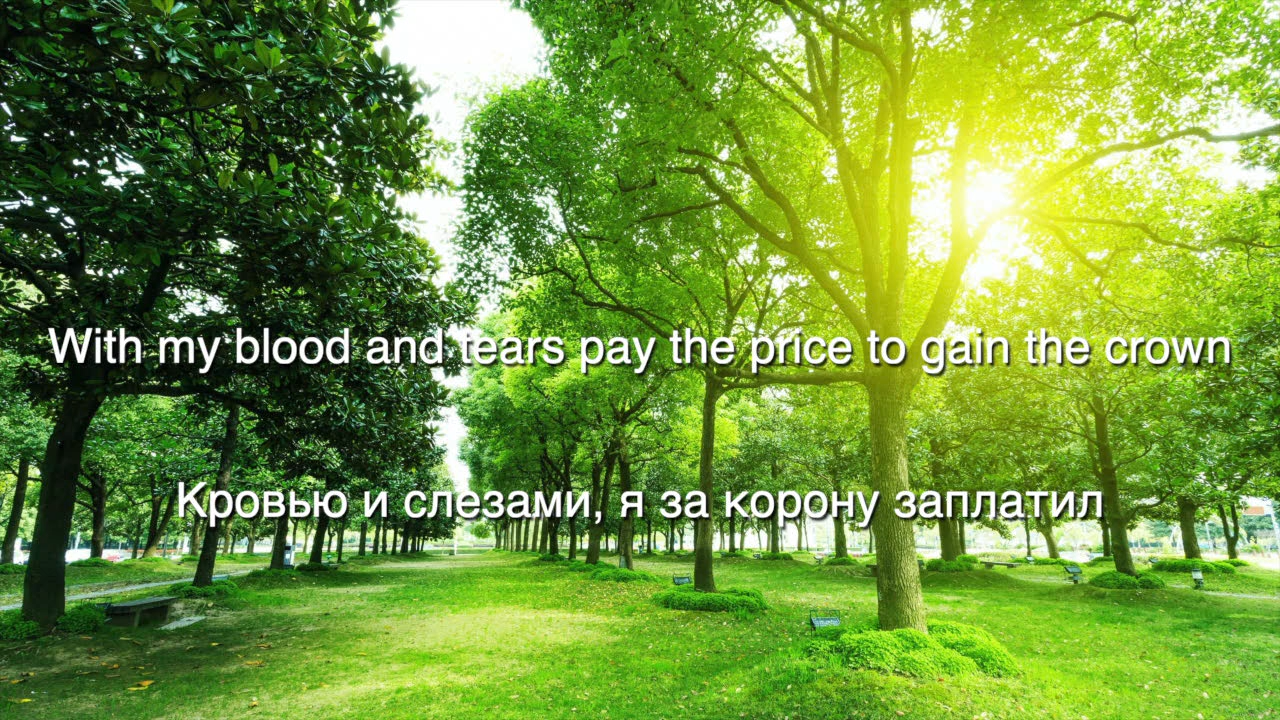 With my blood and tears pay the price to gain the crown
Кровью и слезами, я за корону заплатил